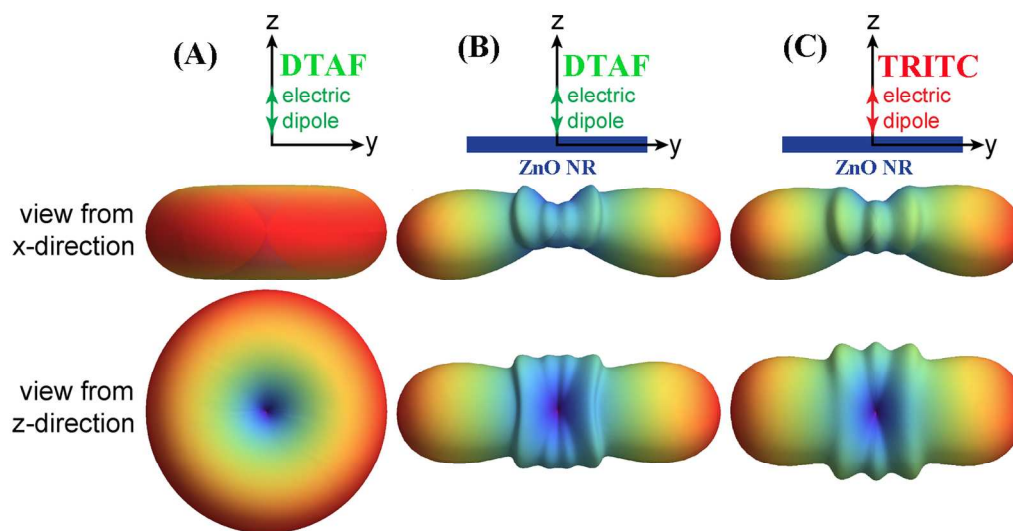 (A)
z
DTAF
electric
dipole
y
(B)
z
DTAF
electric
dipole
y
ZnO NR
(C)
z
TRITC
electric
dipole
y
ZnO NR
view from
x-direction
view from
z-direction